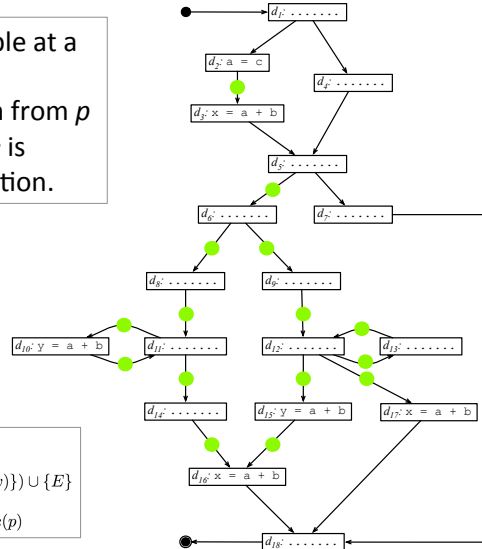 ble at a
from p
is
tion.
d1: . . . . . . .
d2: a = c
d4: . . . . . . .
d3: x = a + b
d5: . . . . . . .
d6: . . . . . . .
d7: . . . . . . .
d8: . . . . . . .
d9: . . . . . . .
d10: y = a + b
d11: . . . . . . .
d12: . . . . . . .
d13: . . . . . . .
d14: . . . . . . .
d15: y = a + b
d17: x = a + b
)}) ∪ {E}
d16: x = a + b
(p)
d18: . . . . . . .